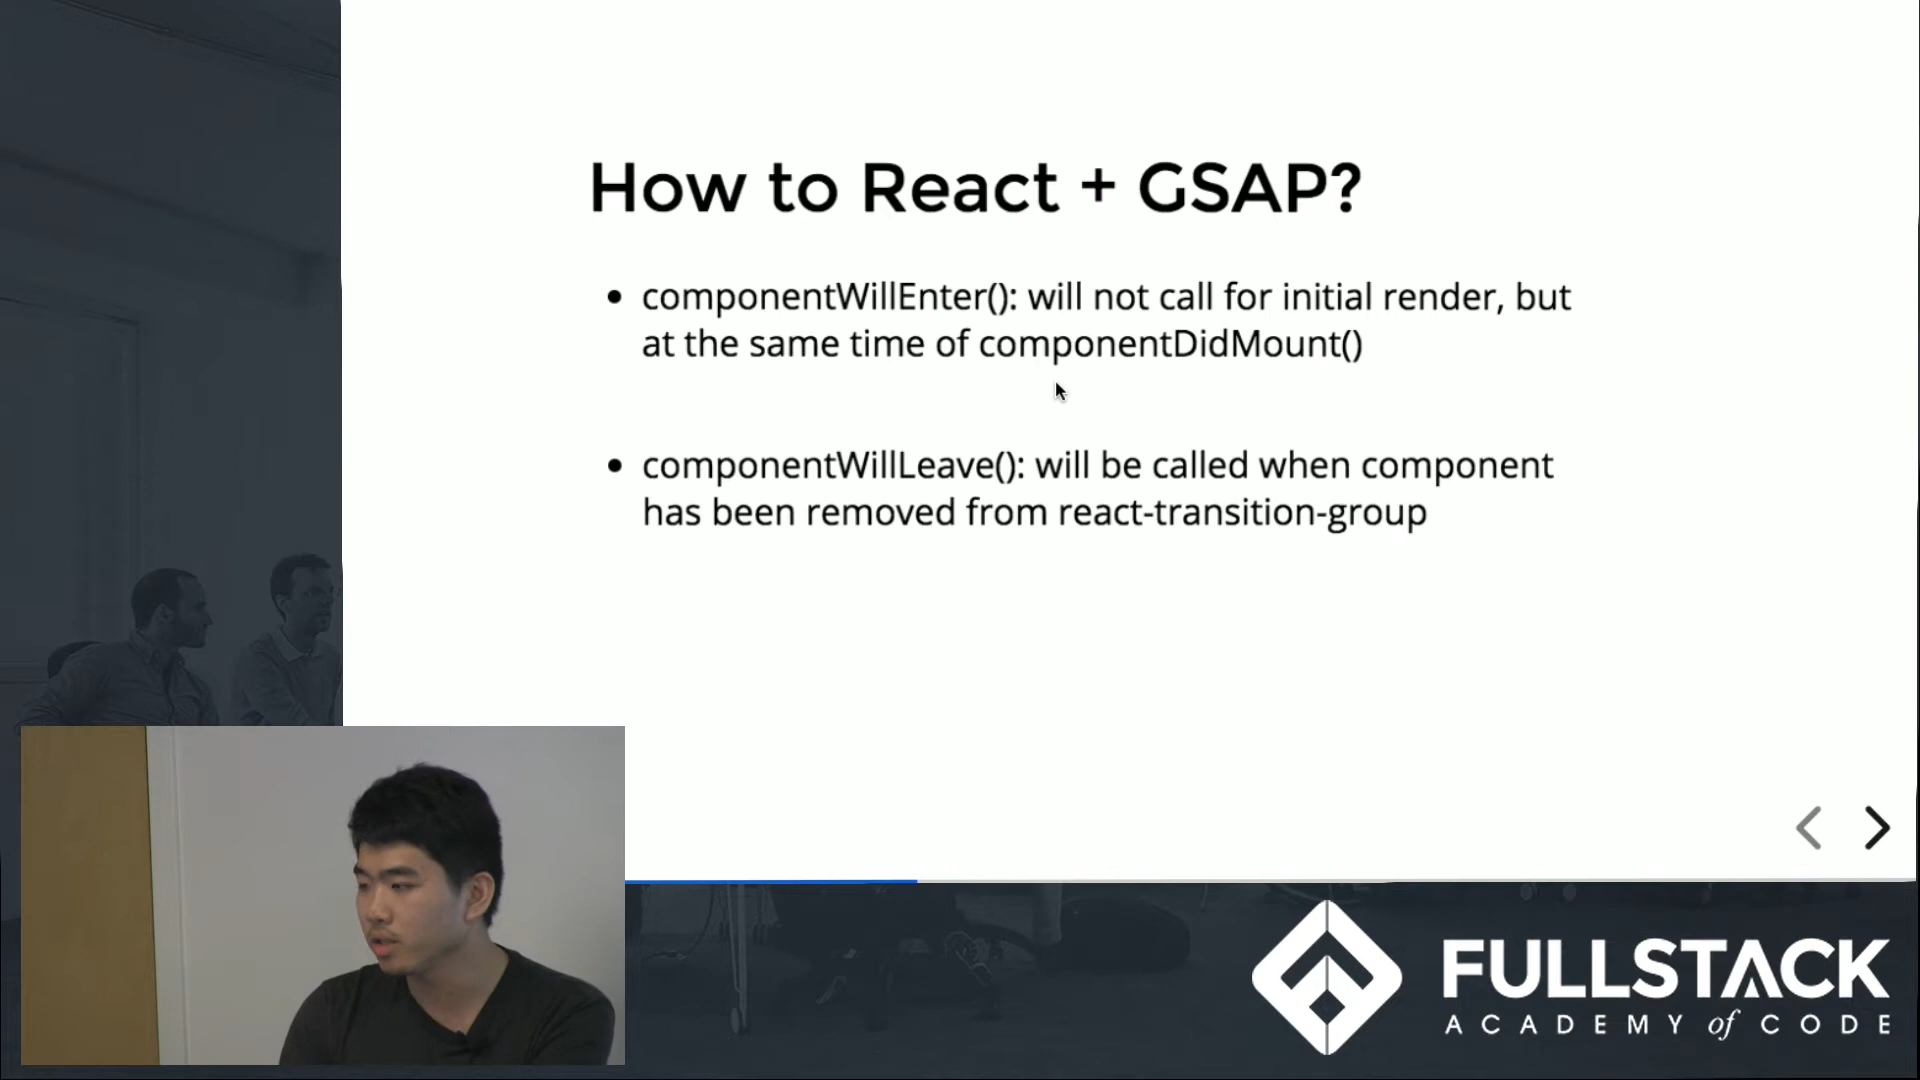 How to React + GSAP?
• componentWillEnter(): will not call for initial render, but
at the same time of componentDidMount()
• componentWillLeave(): will be called when component
has been removed from react-transition-group
FULLSTACK
ACADEMY of CODE